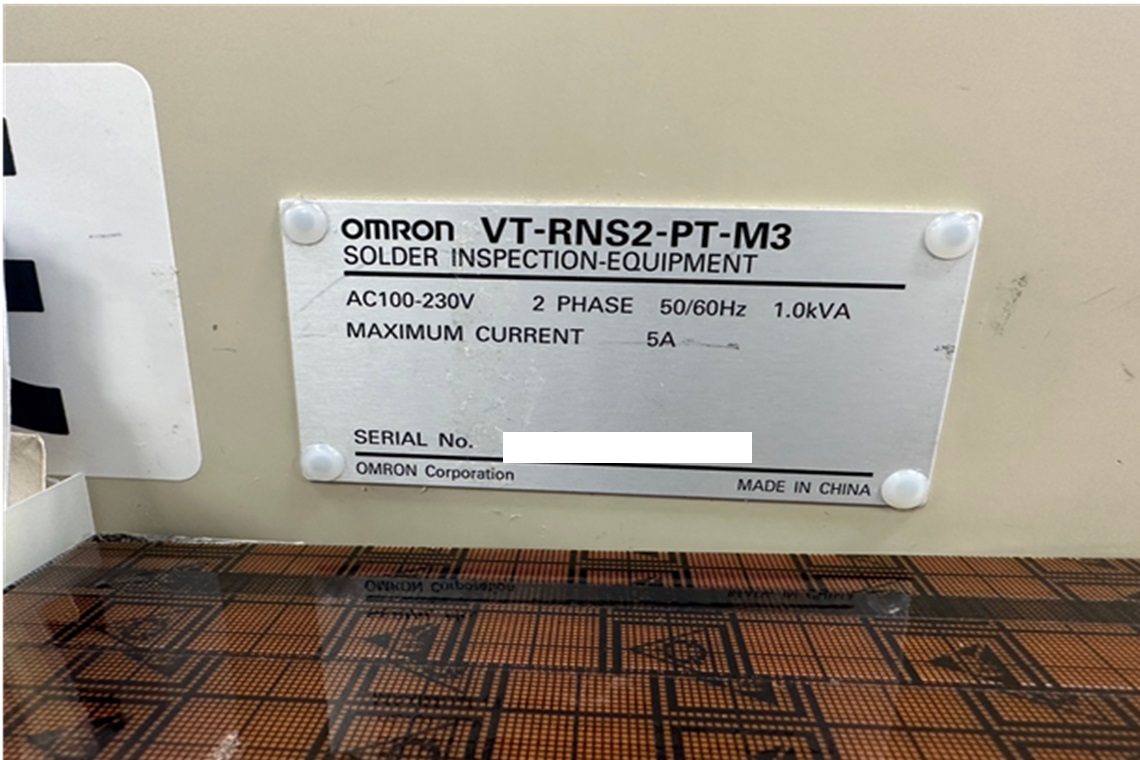 OMRON VT-RNS2-PT-M3
SOLDER INSPECTION-EQUIPMENT
AC100-230V 2 PHASE 50/60Hz 1.0kVA
MAXIMUM CURRENT 5A
SERIAL No.
OMRON Corporation
MADE IN CHINA